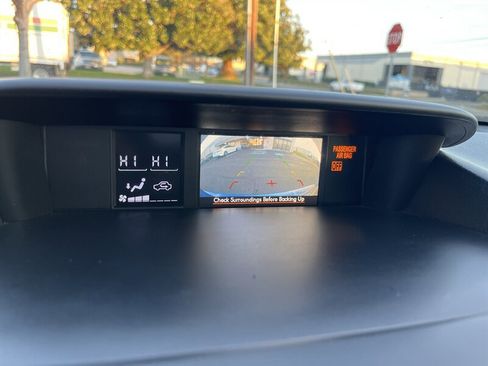 STOP
HI HI
PASSENGER
AIR BAG
OFF
Check Surroundings Before Backing Up